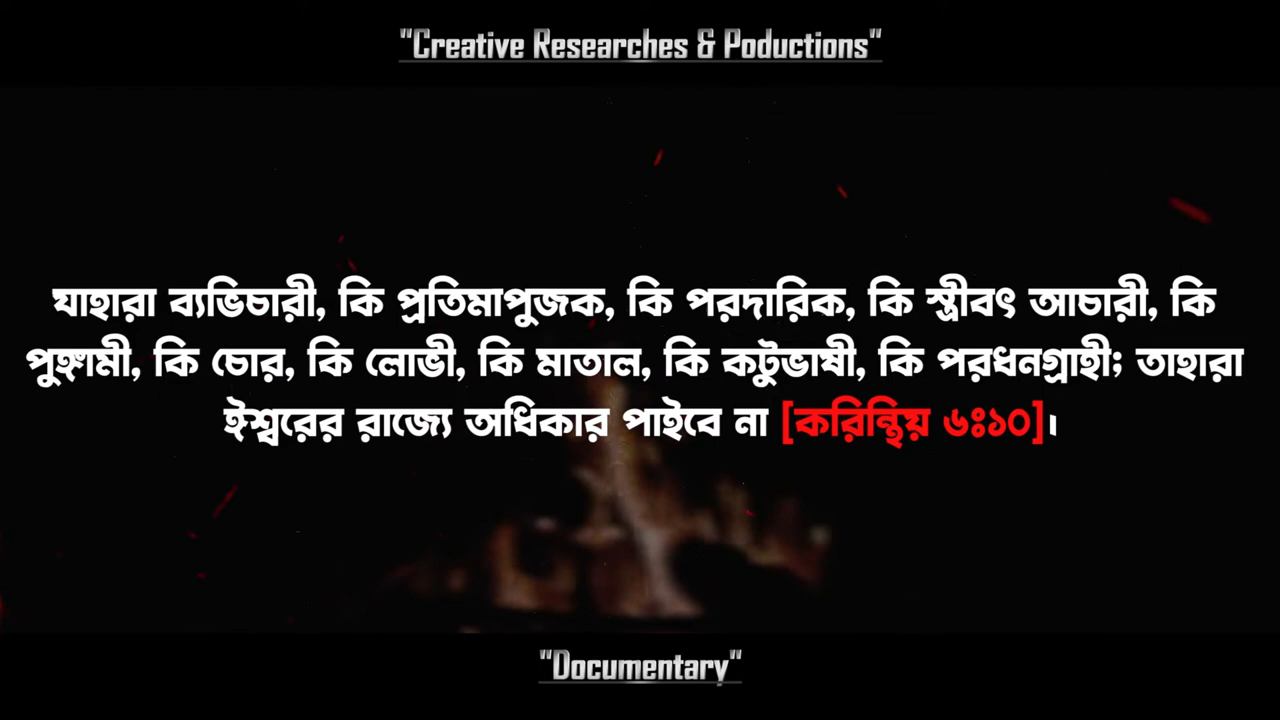 "Creative Researches & Poductions"
যাহারা ব্যভিচারী, কি প্রতিমাপুজক, কি পরদারিক, কি স্ত্রীবৎ আচারী, কি
পুঙ্গামী, কি চোর, কি লোভী, কি মাতাল, কি কটুভাষী, কি পরধনগ্রাহী; তাহারা
ঈশ্বরের রাজ্যে অধিকার পাইবে না [করিন্থিয় ৬ঃ১০]।
"Documentary"